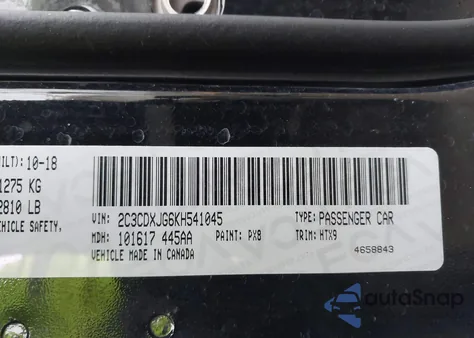 UILT): 10-18
1275 KG
2810 LB
EHICLE SAFETY,
VIN: 2C3CDXJG6KH541045
TYPE: PASSENGER CAR
MDH: 101617 445AA
PAINT: PX8
TRIM: HTX9
VEHICLE MADE IN CANADA
4658843
autoSnap